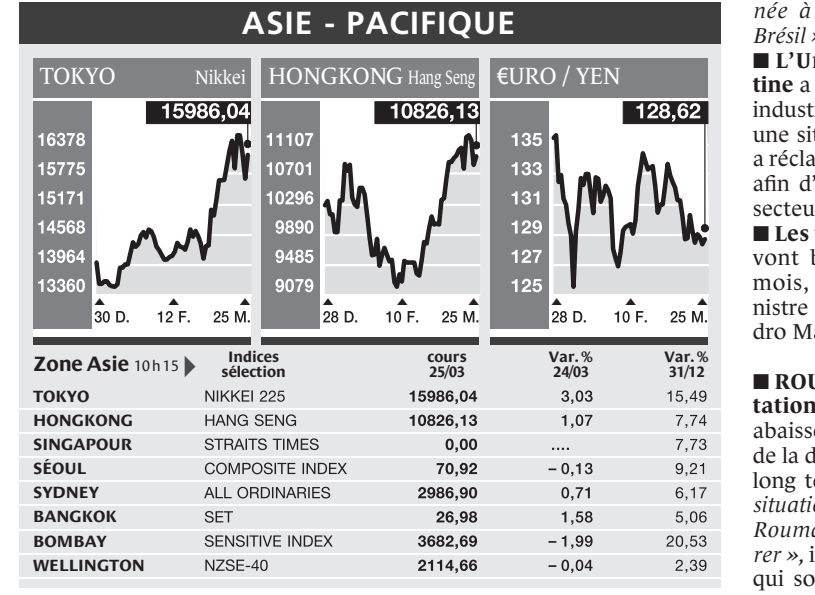 ASIE - PACIFIQUE
TOKYO Nikkei
15986,04
16378
15775
15171
14568
13964
13360
30 D. 12 F. 25 M.
HONGKONG Hang Seng
10826,13
11107
10701
10296
9890
9485
9079
28 D. 10 F. 25 M.
€URO / YEN
128,62
135
133
131
129
127
125
28 D. 10 F. 25 M.
Zone Asie 10h15 Indices sélection cours 25/03 Var. % 24/03 Var. % 31/12
TOKYO NIKKEI 225 15986,04 3,03 15,49
HONGKONG HANG SENG 10826,13 1,07 7,74
SINGAPOUR STRAITS TIMES 0,00 .... 7,73
SÉOUL COMPOSITE INDEX 70,92 – 0,13 9,21
SYDNEY ALL ORDINARIES 2986,90 0,71 6,17
BANGKOK SET 26,98 1,58 5,06
BOMBAY SENSITIVE INDEX 3682,69 – 1,99 20,53
WELLINGTON NZSE-40 2114,66 – 0,04 2,39
née à
Brésil »
■ L'Un
tine a
industr
une sit
a récla
afin d'
secteu
■ Les
vont b
mois,
nistre
dro Ma
■ ROU
tation
abaiss
de la d
long t
situati
Rouma
rer », i
qui so